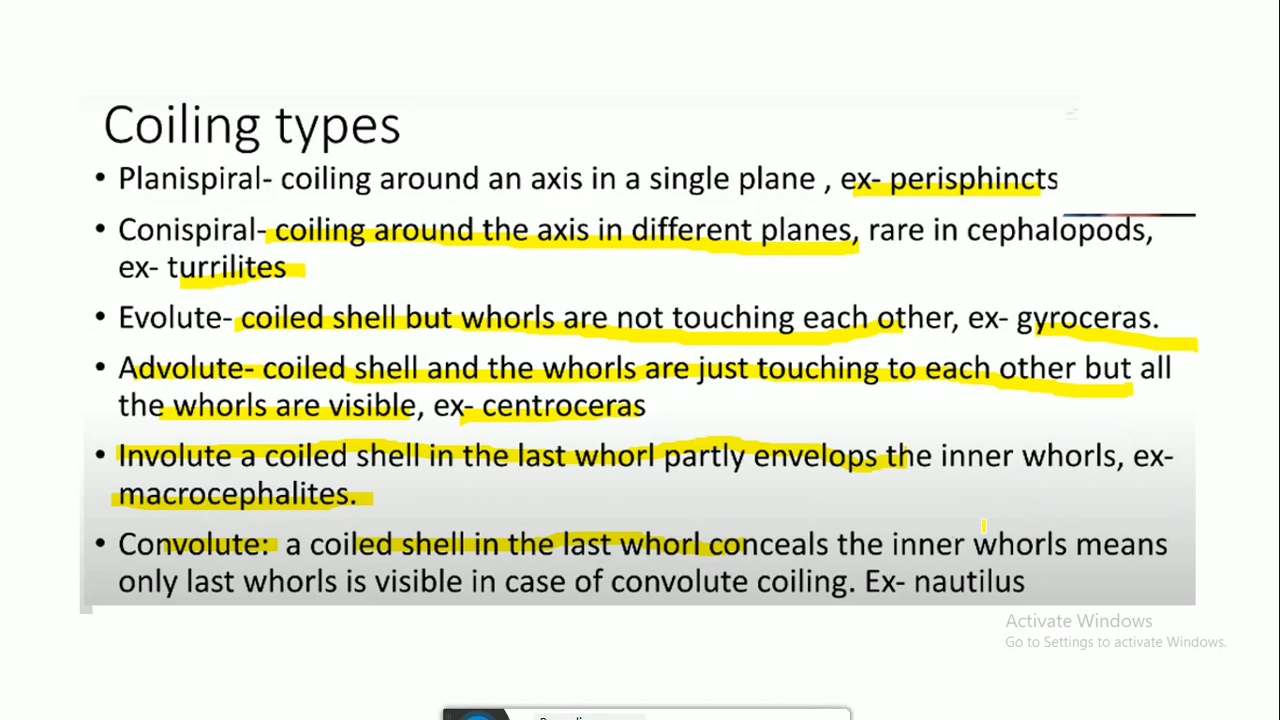 Coiling types
• Planispiral- coiling around an axis in a single plane , ex- perisphincts
• Conispiral- coiling around the axis in different planes, rare in cephalopods,
ex- turrilites
• Evolute- coiled shell but whorls are not touching each other, ex- gyroceras.
• Advolute- coiled shell and the whorls are just touching to each other but all
the whorls are visible, ex- centroceras
• Involute a coiled shell in the last whorl partly envelops the inner whorls, ex-
macrocephalites.
• Convolute: a coiled shell in the last whorl conceals the inner whorls means
only last whorls is visible in case of convolute coiling. Ex- nautilus
Activate Windows
Go to Settings to activate Windows.